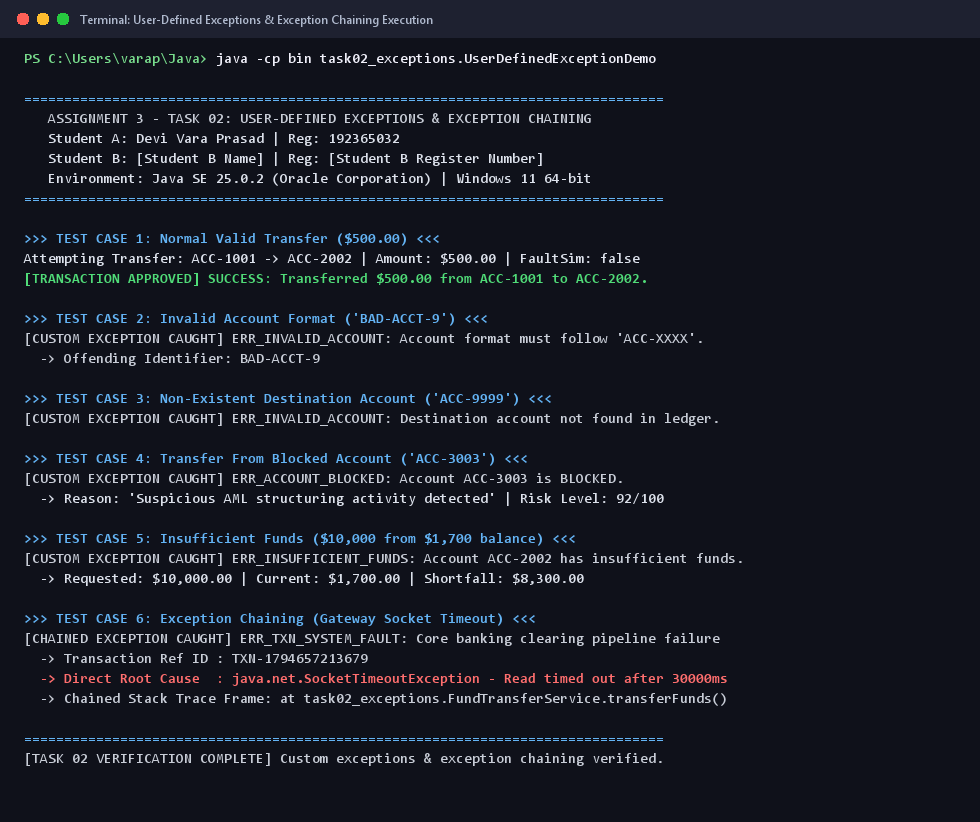 Terminal: User-Defined Exceptions & Exception Chaining Execution
PS C:\Users\varap\Java> java -cp bin task02_exceptions.UserDefinedExceptionDemo
================================================================================
ASSIGNMENT 3 - TASK 02: USER-DEFINED EXCEPTIONS & EXCEPTION CHAINING
Student A: Devi Vara Prasad | Reg: 192365032
Student B: [Student B Name] | Reg: [Student B Register Number]
Environment: Java SE 25.0.2 (Oracle Corporation) | Windows 11 64-bit
================================================================================
>>> TEST CASE 1: Normal Valid Transfer ($500.00) <<<
Attempting Transfer: ACC-1001 -> ACC-2002 | Amount: $500.00 | FaultSim: false
[TRANSACTION APPROVED] SUCCESS: Transferred $500.00 from ACC-1001 to ACC-2002.
>>> TEST CASE 2: Invalid Account Format ('BAD-ACCT-9') <<<
[CUSTOM EXCEPTION CAUGHT] ERR_INVALID_ACCOUNT: Account format must follow 'ACC-XXXX'.
-> Offending Identifier: BAD-ACCT-9
>>> TEST CASE 3: Non-Existent Destination Account ('ACC-9999') <<<
[CUSTOM EXCEPTION CAUGHT] ERR_INVALID_ACCOUNT: Destination account not found in ledger.
>>> TEST CASE 4: Transfer From Blocked Account ('ACC-3003') <<<
[CUSTOM EXCEPTION CAUGHT] ERR_ACCOUNT_BLOCKED: Account ACC-3003 is BLOCKED.
-> Reason: 'Suspicious AML structuring activity detected' | Risk Level: 92/100
>>> TEST CASE 5: Insufficient Funds ($10,000 from $1,700 balance) <<<
[CUSTOM EXCEPTION CAUGHT] ERR_INSUFFICIENT_FUNDS: Account ACC-2002 has insufficient funds.
-> Requested: $10,000.00 | Current: $1,700.00 | Shortfall: $8,300.00
>>> TEST CASE 6: Exception Chaining (Gateway Socket Timeout) <<<
[CHAINED EXCEPTION CAUGHT] ERR_TXN_SYSTEM_FAULT: Core banking clearing pipeline failure
-> Transaction Ref ID : TXN-1794657213679
-> Direct Root Cause  : java.net.SocketTimeoutException - Read timed out after 30000ms
-> Chained Stack Trace Frame: at task02_exceptions.FundTransferService.transferFunds()
================================================================================
[TASK 02 VERIFICATION COMPLETE] Custom exceptions & exception chaining verified.